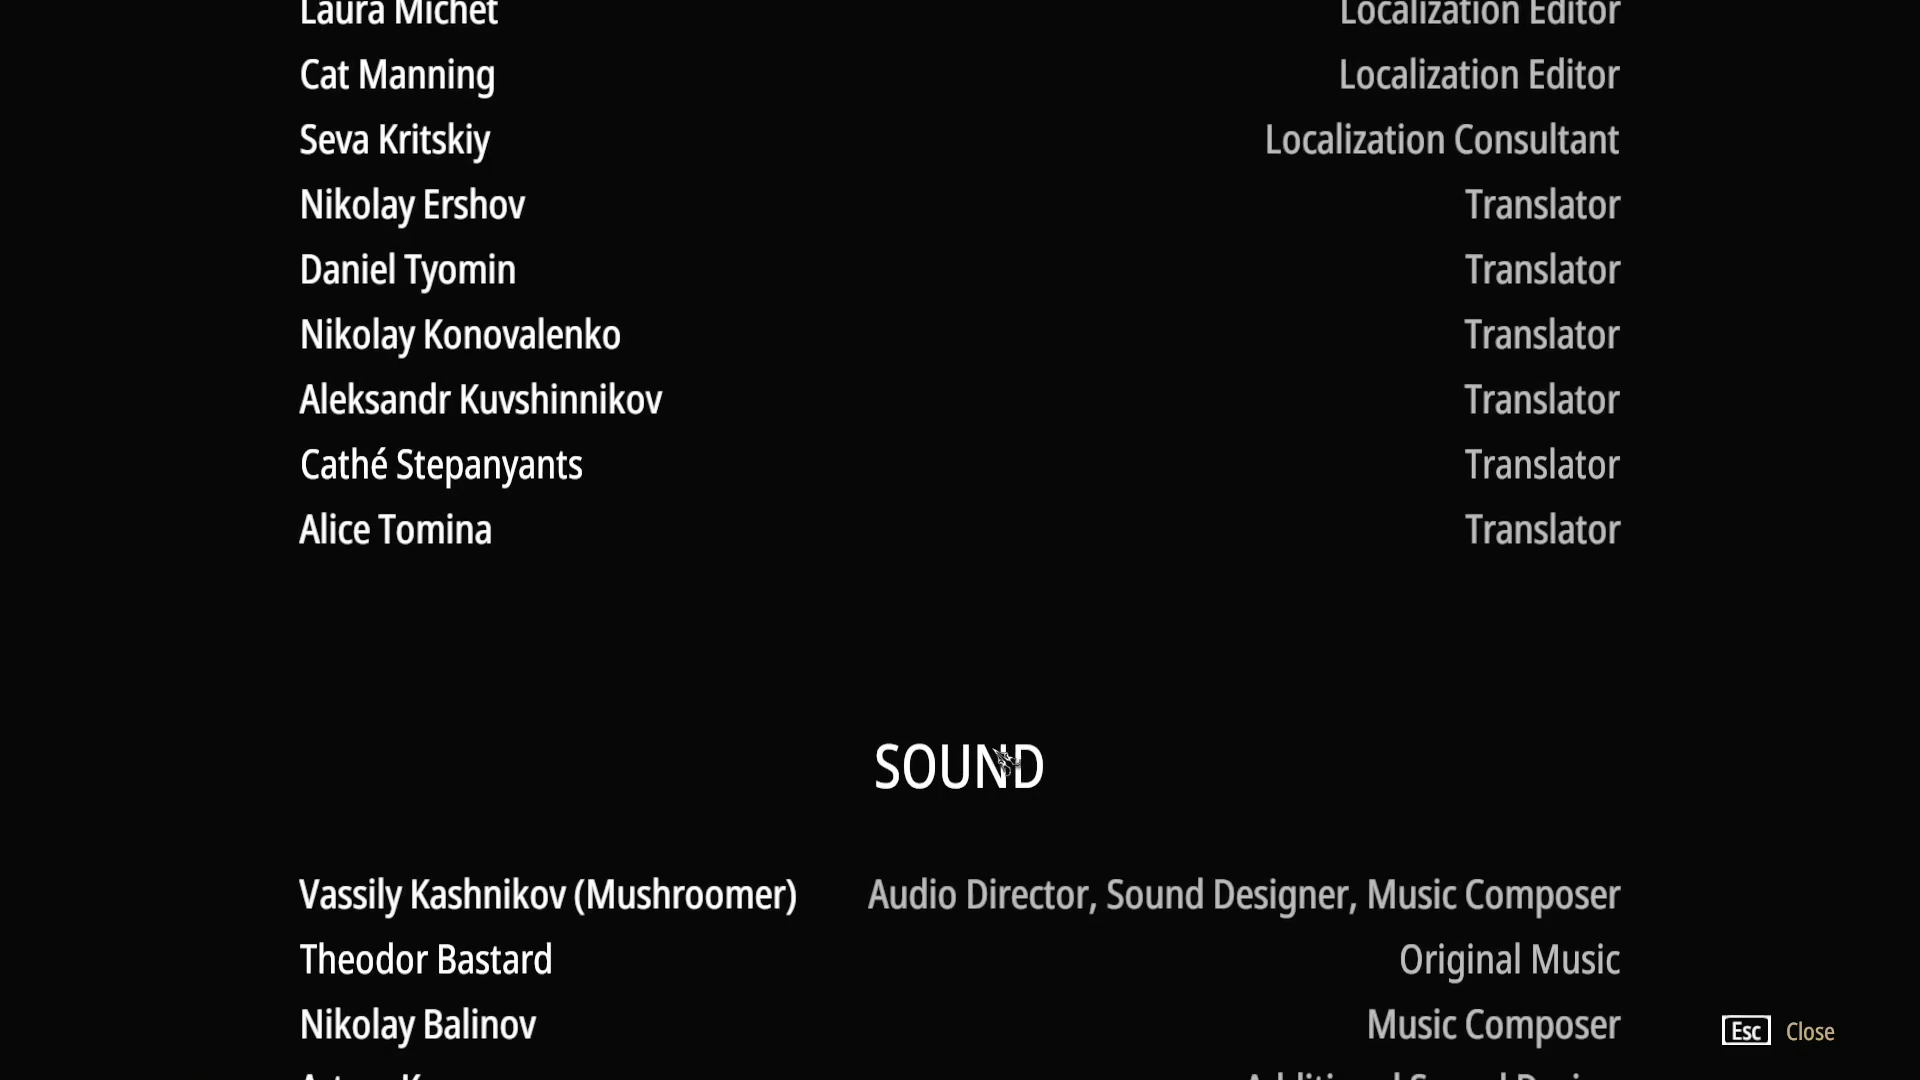 Laura Michet Localization Editor
Cat Manning Localization Editor
Seva Kritskiy Localization Consultant
Nikolay Ershov Translator
Daniel Tyomin Translator
Nikolay Konovalenko Translator
Aleksandr Kuvshinnikov Translator
Cathé Stepanyants Translator
Alice Tomina Translator
SOUND
Vassily Kashnikov (Mushroomer) Audio Director, Sound Designer, Music Composer
Theodor Bastard Original Music
Nikolay Balinov Music Composer
Esc Close